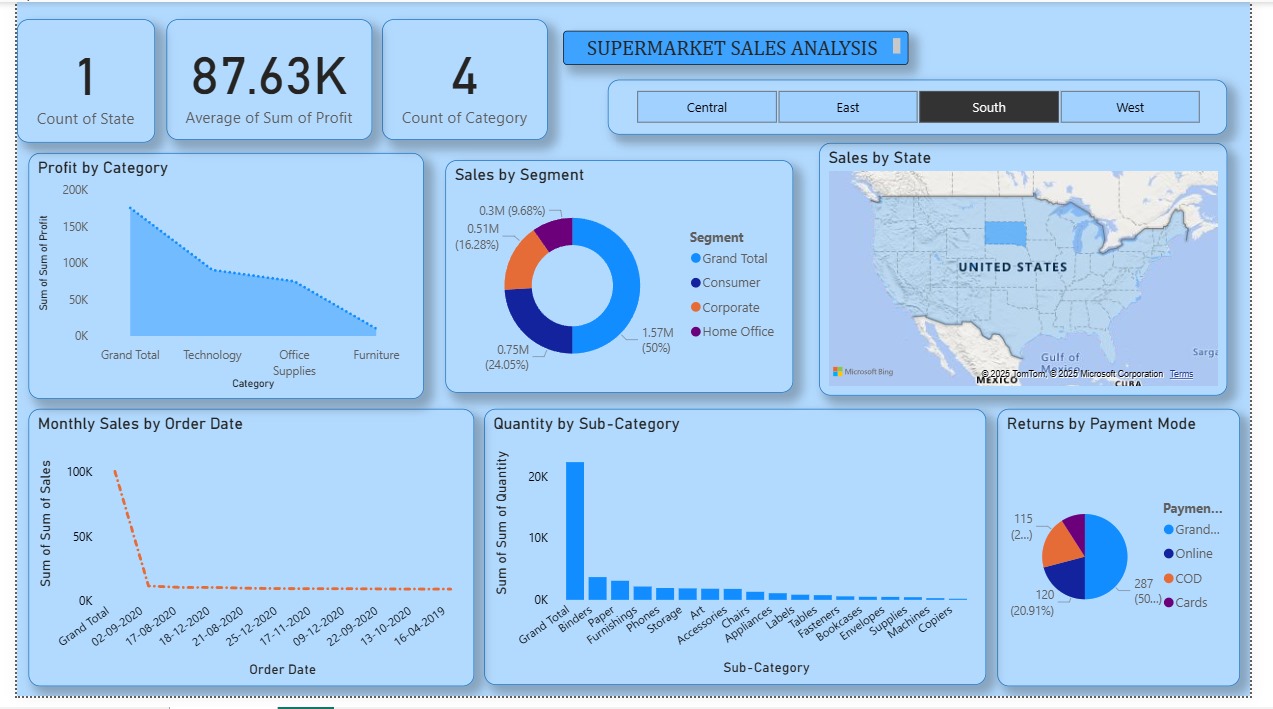 1
Count of State
87.63K
Average of Sum of Profit
4
Count of Category
SUPERMARKET SALES ANALYSIS
Central
East
South
West
Profit by Category
200K
150K
100K
50K
0K
Sum of Sum of Profit
Grand Total
Technology
Office
Supplies
Furniture
Category
Sales by Segment
0.3M (9.68%)
0.51M
(16.28%)
0.75M
(24.05%)
1.57M
(50%)
Segment
Grand Total
Consumer
Corporate
Home Office
Sales by State
UNITED STATES
Gulf of
Mexico
MEXICO
CUBA
Sarga
Microsoft Bing
© 2025 TomTom, © 2025 Microsoft Corporation Terms
Monthly Sales by Order Date
100K
50K
0K
Sum of Sum of Sales
Grand Total
02-09-2020
17-08-2020
18-12-2020
21-08-2020
25-12-2020
17-11-2020
09-12-2020
22-09-2020
13-10-2020
16-04-2019
Order Date
Quantity by Sub-Category
20K
10K
0K
Sum of Sum of Quantity
Grand Total
Binders
Paper
Furnishings
Phones
Storage
Art
Accessories
Chairs
Appliances
Labels
Tables
Fasteners
Bookcases
Envelopes
Supplies
Machines
Copiers
Sub-Category
Returns by Payment Mode
115
(2...)
120
(20.91%)
287
(50...)
Paymen...
Grand...
Online
COD
Cards